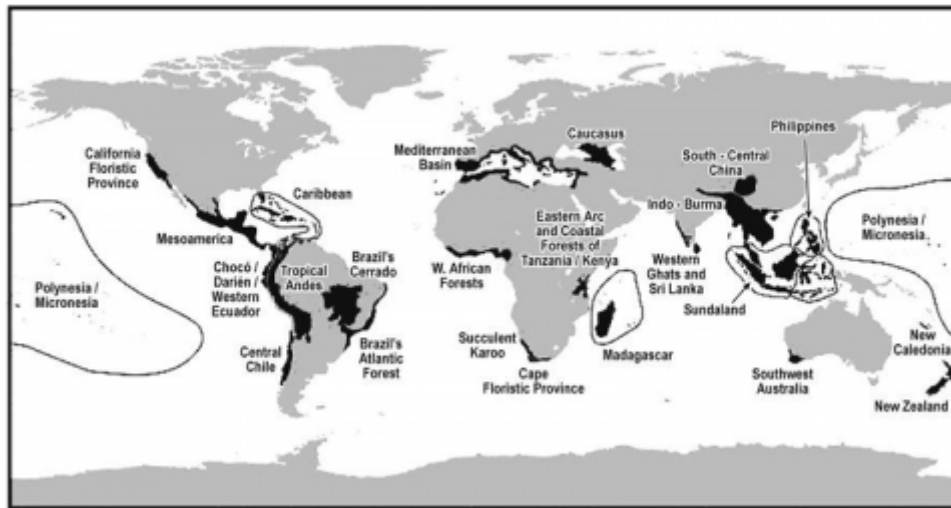 Philippines
California
Floristic
Province
Caribbean
Mesoamerica
Polynesia /
Micronesia
Chocó /
Darién /
Western
Ecuador
Tropical
Andes
Brazil's
Cerrado
Central
Chile
Brazil's
Atlantic
Forest
Mediterranean
Basin
Caucasus
South - Central
China
Indo - Burma
Eastern Arc
and Coastal
Forests of
Tanzania / Kenya
W. African
Forests
Western
Ghats and
Sri Lanka
Sundaland
Polynesia /
Micronesia
Succulent
Karoo
Cape
Floristic Province
Madagascar
Southwest
Australia
New
Caledonia
New Zealand